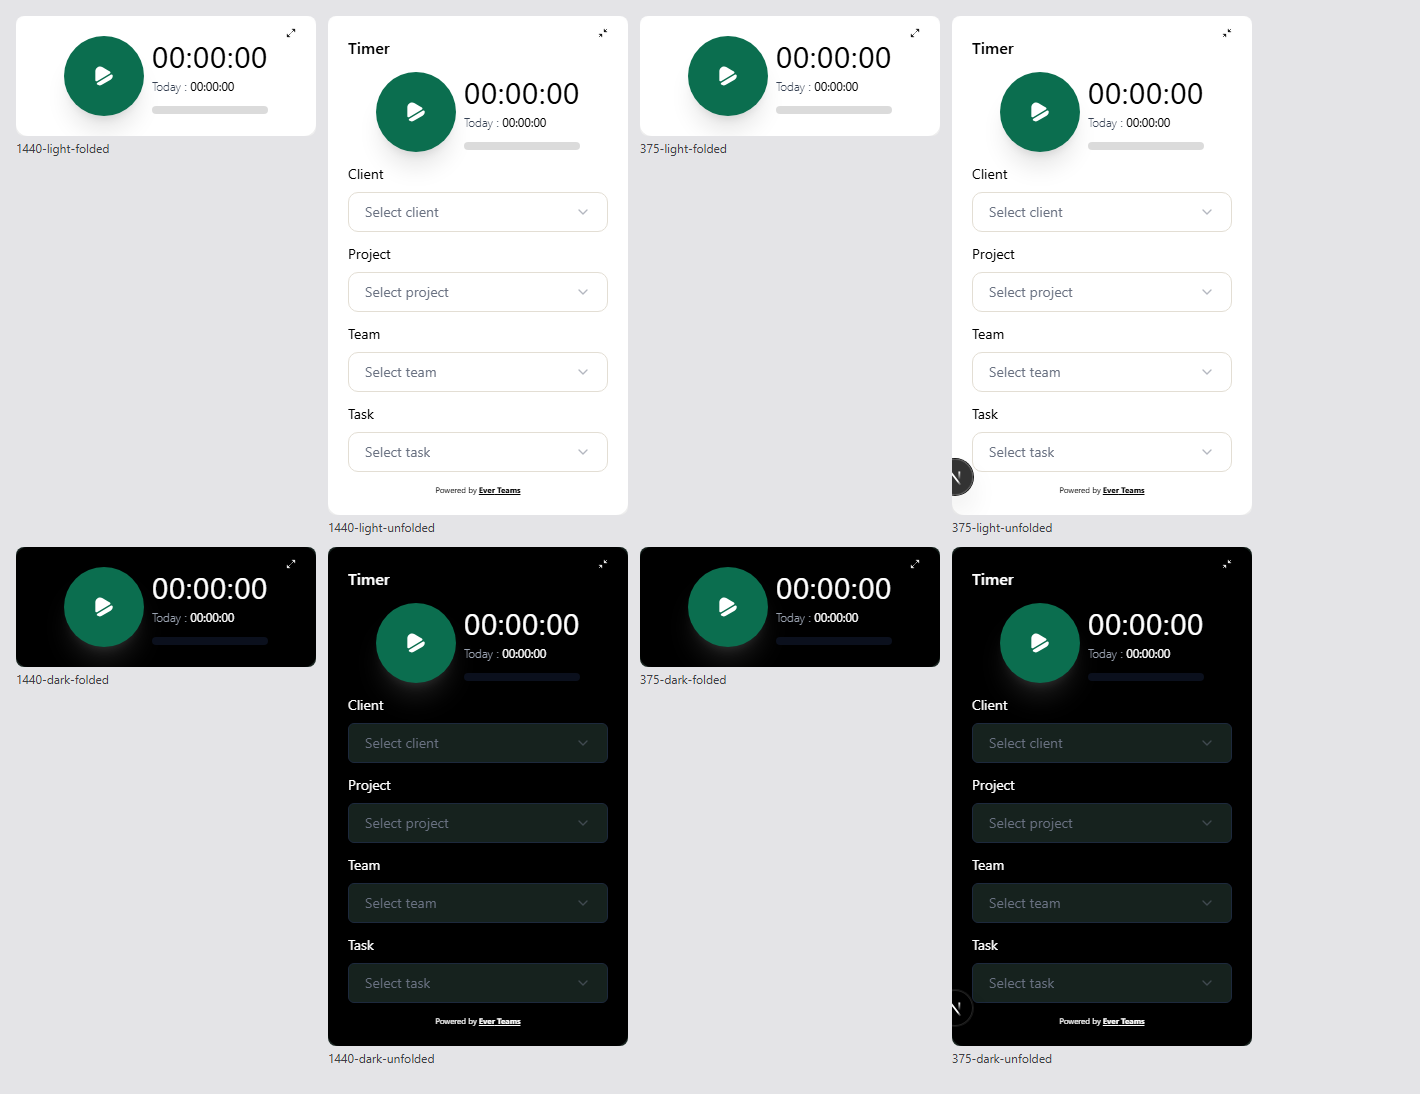 00:00:00
Today : 00:00:00
1440-light-folded
Timer
00:00:00
Today : 00:00:00
Client
Select client
Project
Select project
Team
Select team
Task
Select task
Powered by Ever Teams
1440-light-unfolded
00:00:00
Today : 00:00:00
375-light-folded
Timer
00:00:00
Today : 00:00:00
Client
Select client
Project
Select project
Team
Select team
Task
Select task
N
Powered by Ever Teams
375-light-unfolded
00:00:00
Today : 00:00:00
1440-dark-folded
Timer
00:00:00
Today : 00:00:00
Client
Select client
Project
Select project
Team
Select team
Task
Select task
Powered by Ever Teams
1440-dark-unfolded
00:00:00
Today : 00:00:00
375-dark-folded
Timer
00:00:00
Today : 00:00:00
Client
Select client
Project
Select project
Team
Select team
Task
Select task
N
Powered by Ever Teams
375-dark-unfolded